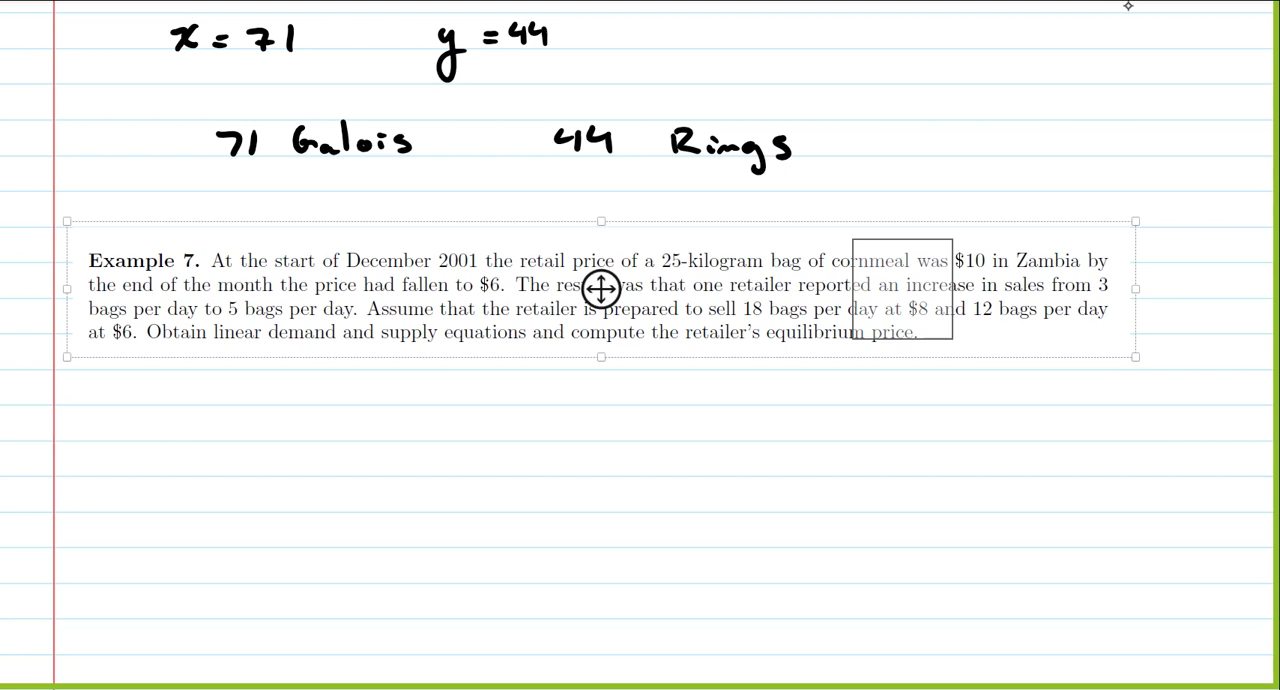 x = 71 y = 44
71 Galois 44 Rings
Example 7. At the start of December 2001 the retail price of a 25-kilogram bag of cornmeal was $10 in Zambia by
the end of the month the price had fallen to $6. The was that one retailer reported an increase in sales from 3
bags per day to 5 bags per day. Assume that the retailer is prepared to sell 18 bags per day at $8 and 12 bags per day
at $6. Obtain linear demand and supply equations and compute the retailer's equilibrium price.